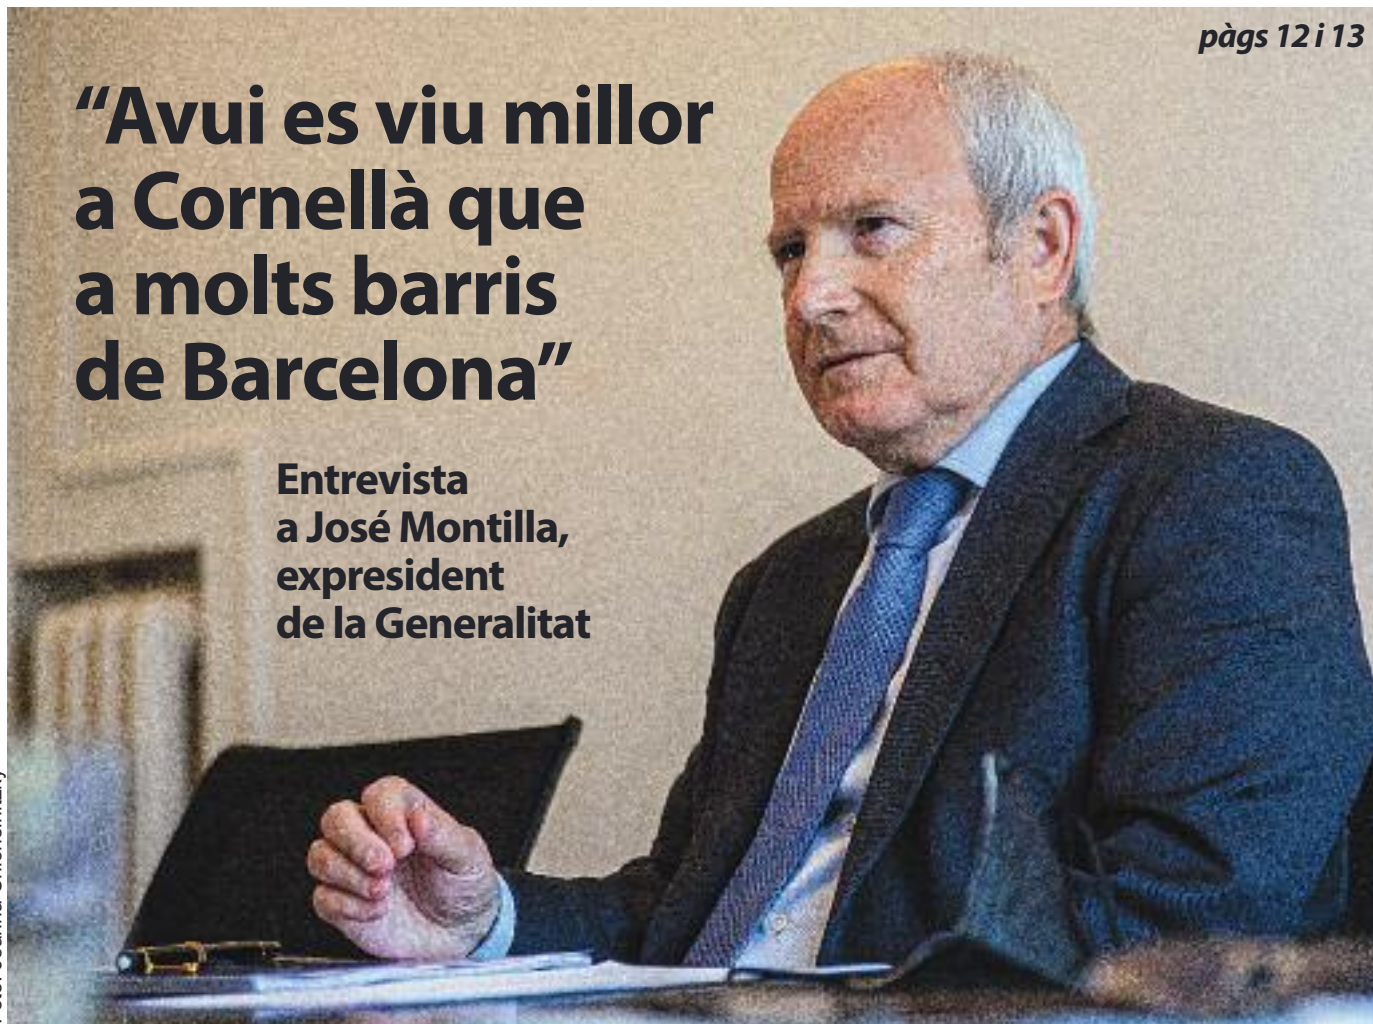 pàgs 12 i 13
“Avui es viu millor
a Cornellà que
a molts barris
de Barcelona”
Entrevista
a José Montilla,
expresident
de la Generalitat